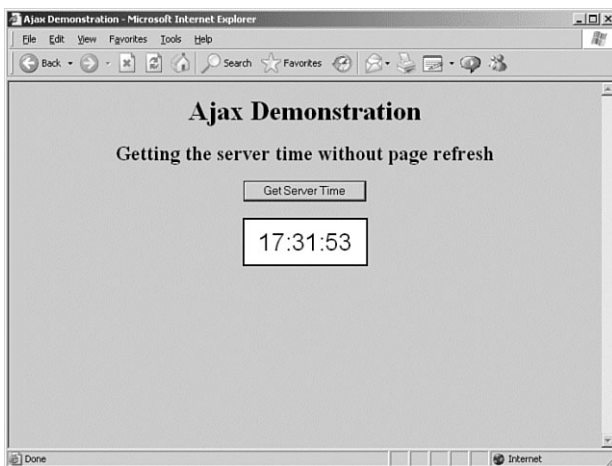 Ajax Demonstration - Microsoft Internet Explorer
File Edit View Favorites Tools Help
Back Search Favorites
Ajax Demonstration
Getting the server time without page refresh
Get Server Time
17:31:53
Done Internet